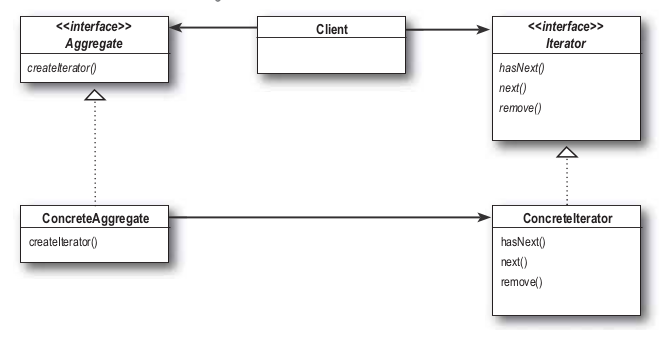 <<interface>>
Aggregate
createIterator()
Client
<<interface>>
Iterator
hasNext()
next()
remove()
ConcreteAggregate
createIterator()
ConcreteIterator
hasNext()
next()
remove()